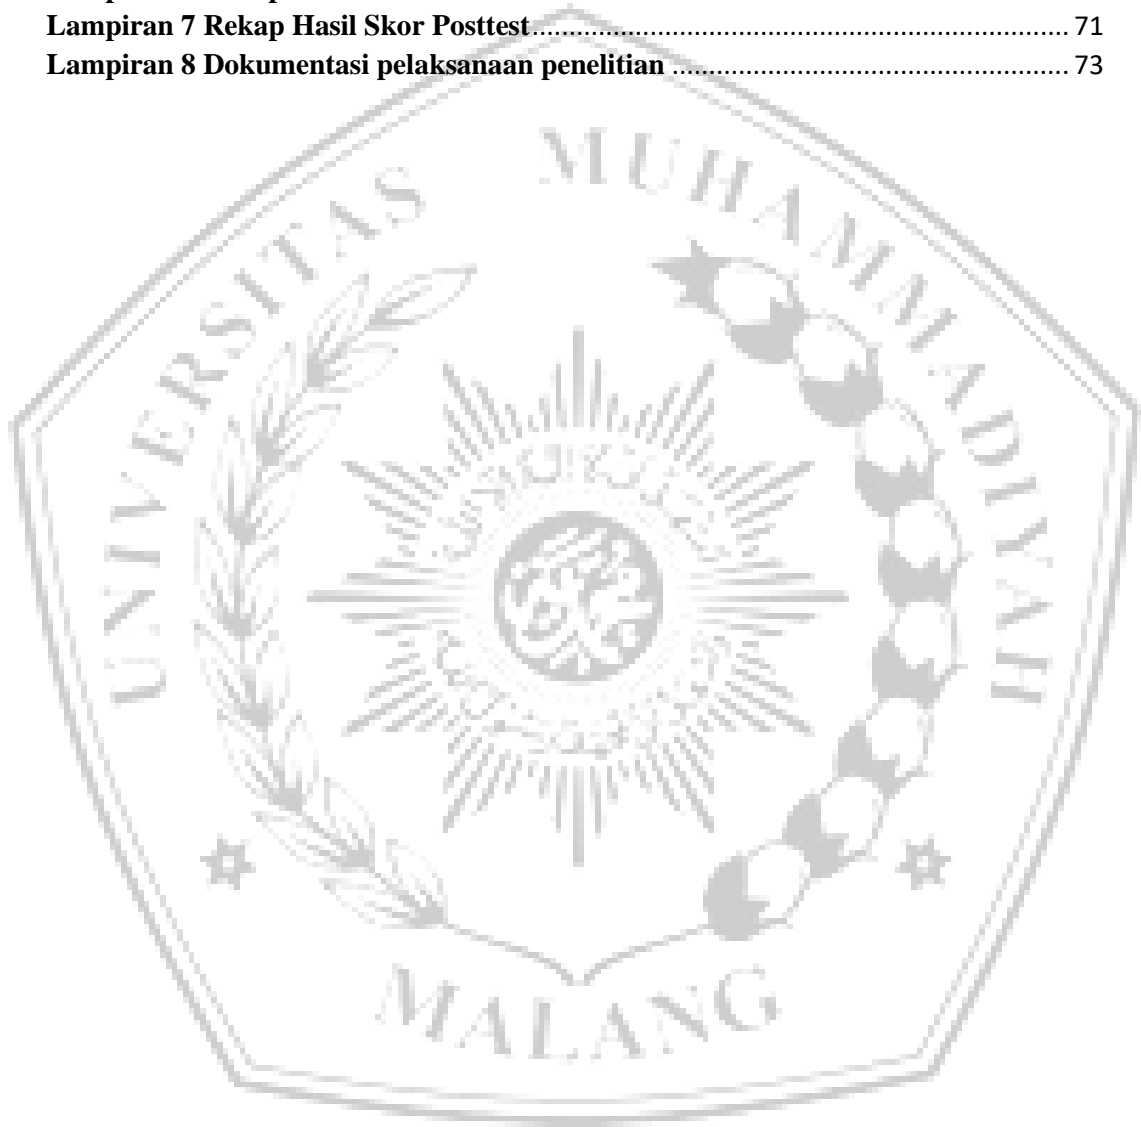 Lampiran 7 Rekap Hasil Skor Posttest........................................................................ 71
Lampiran 8 Dokumentasi pelaksanaan penelitian ..................................................... 73
UNIVERSITAS MUHAMMADIYAH
MALANG